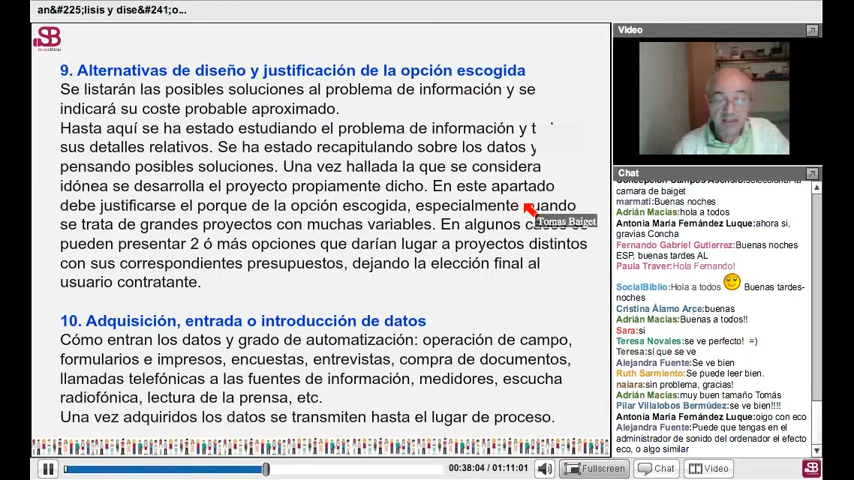 an&#225;lisis y dise&#241;o...
SB
9. Alternativas de diseño y justificación de la opción escogida
Se listarán las posibles soluciones al problema de información y se
indicará su coste probable aproximado.
Hasta aquí se ha estado estudiando el problema de información y
sus detalles relativos. Se ha estado recapitulando sobre los datos y
pensando posibles soluciones. Una vez hallada la que se considera
idónea se desarrolla el proyecto propiamente dicho. En este apartado
debe justificarse el porque de la opción escogida, especialmente cuando
se trata de grandes proyectos con muchas variables. En algunos casos se
pueden presentar 2 ó más opciones que darían lugar a proyectos distintos
con sus correspondientes presupuestos, dejando la elección final al
usuario contratante.
Tomas Baiget
10. Adquisición, entrada o introducción de datos
Cómo entran los datos y grado de automatización: operación de campo,
formularios e impresos, encuestas, entrevistas, compra de documentos,
llamadas telefónicas a las fuentes de información, medidores, escucha
radiofónica, lectura de la prensa, etc.
Una vez adquiridos los datos se transmiten hasta el lugar de proceso.
00:38:04 / 01:11:01
Fullscreen
Chat
Video
SB
Video
Chat
camara de baiget
marmati:Buenas noches
Adrián Macías:hola a todos
Antonia María Fernández Luque:ahora si,
gravias Concha
Fernando Gabriel Gutierrez:Buenas noches
ESP, buenas tardes AL
Paula Traver:Hola Fernando!
SocialBiblio:Hola a todos Buenas tardes-
noches
Cristina Álamo Arce:buenas
Adrián Macías:Buenas a todos!!
Sara:si
Teresa Novales:se ve perfecto! =)
Teresa:sí que se ve
Alejandra Fuente:Se ve bien
Ruth Sarmiento:Se puede leer bien.
naiara:sin problema, gracias!
Adrián Macías:muy buen tamaño Tomás
Pilar Villalobos Bermúdez:se ve bien!!!!
Antonia María Fernández Luque:oigo con eco
Alejandra Fuente:Puede que tengas en el
administrador de sonido del ordenador el efecto
eco, o algo similar